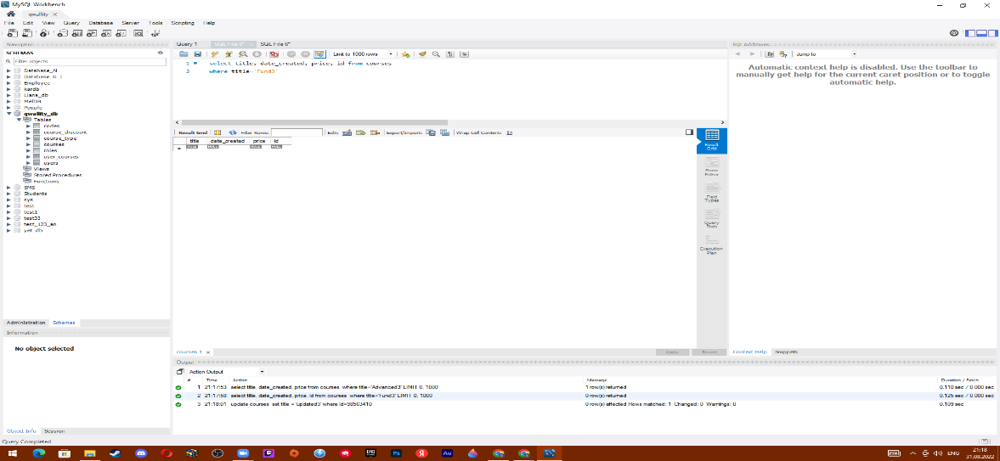 MySQL Workbench
qwallity
File Edit View Query Database Server Tools Scripting Help
Navigator
SCHEMAS
Filter objects
Employee
kardb
Liana_db
MelDB
People
qwallity_db
Tables
codes
course_discount
course_type
courses
roles
user_courses
users
Views
Stored Procedures
Functions
SMS
Students
sys
test
test1
test33
test_123_an
yet_db
Administration Schemas
Information
No object selected
Object Info Session
Query 1 SQL File 5* SQL File 6*
Limit to 1000 rows
1 select title, date_created, price, id from courses
2 where title='Fund3'
Result Grid Filter Rows: Edit: Export/Import: Wrap Cell Contents: IA
title date_created price id
NULL NULL NULL NULL
Result Grid
Form Editor
Field Types
Query Stats
Execution Plan
courses 1 Apply Revert
Output
Action Output
# Time Action Message Duration / Fetch
1 21:17:53 select title, date_created, price from courses where title='Advanced3' LIMIT 0, 1000 1 row(s) returned 0.110 sec / 0.000 sec
2 21:17:58 select title, date_created, price, id from courses where title='Fund3' LIMIT 0, 1000 0 row(s) returned 0.125 sec / 0.000 sec
3 21:18:01 update courses set title = 'updated3' where id=98563410 0 row(s) affected Rows matched: 1 Changed: 0 Warnings: 0 0.109 sec
SQL Additions
Jump to
Automatic context help is disabled. Use the toolbar to
manually get help for the current caret position or to toggle
automatic help.
Context Help Snippets
Query Completed
ENG
21:18
31.08.2022